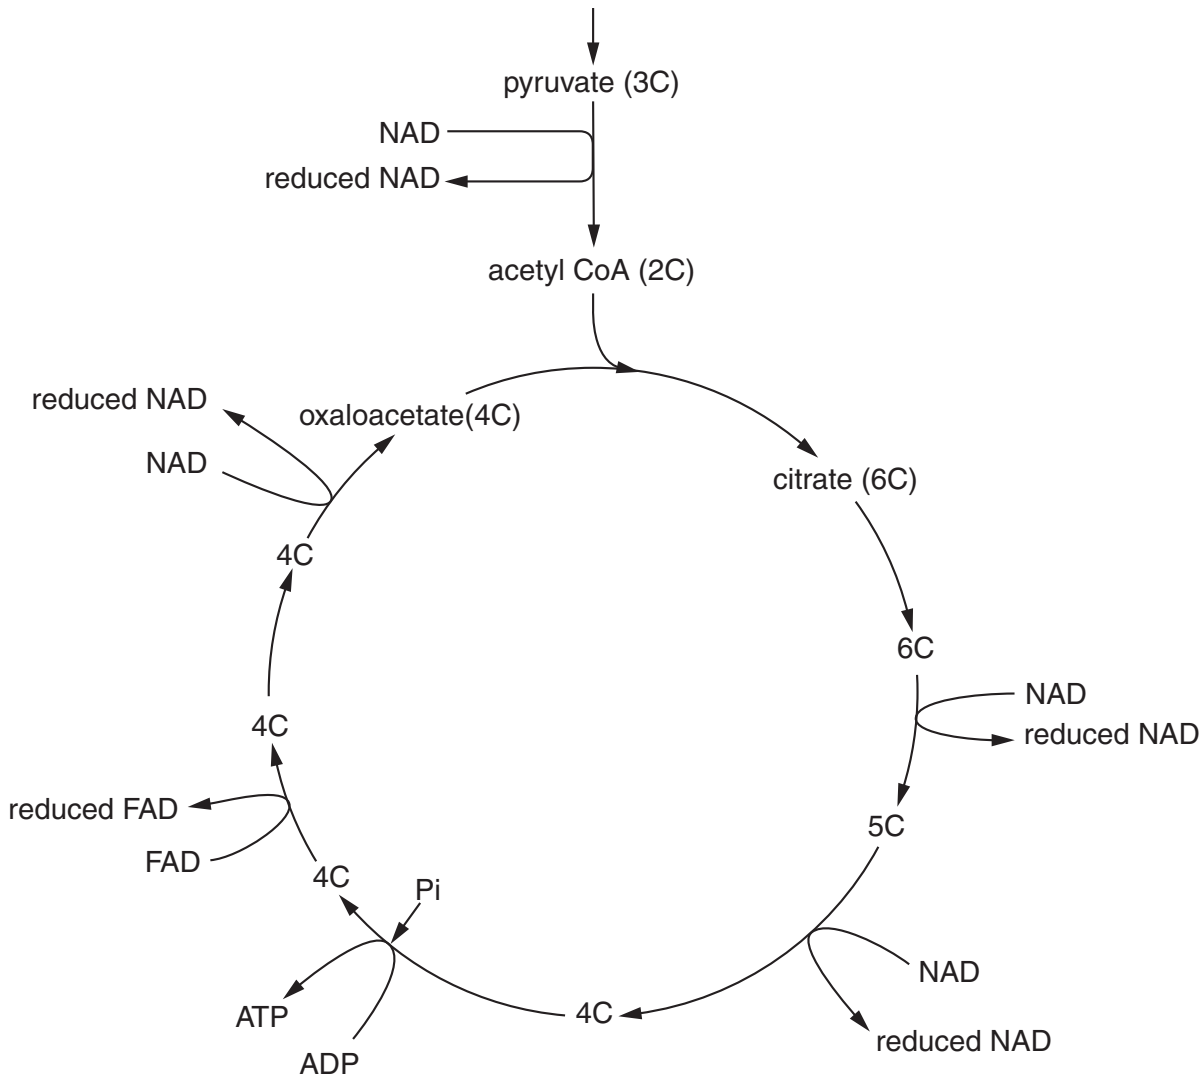 pyruvate (3C)
NAD
reduced NAD
acetyl CoA (2C)
reduced NAD
oxaloacetate(4C)
NAD
citrate (6C)
4C
6C
NAD
4C
reduced NAD
reduced FAD
5C
FAD
4C
Pi
NAD
ATP
4C
reduced NAD
ADP